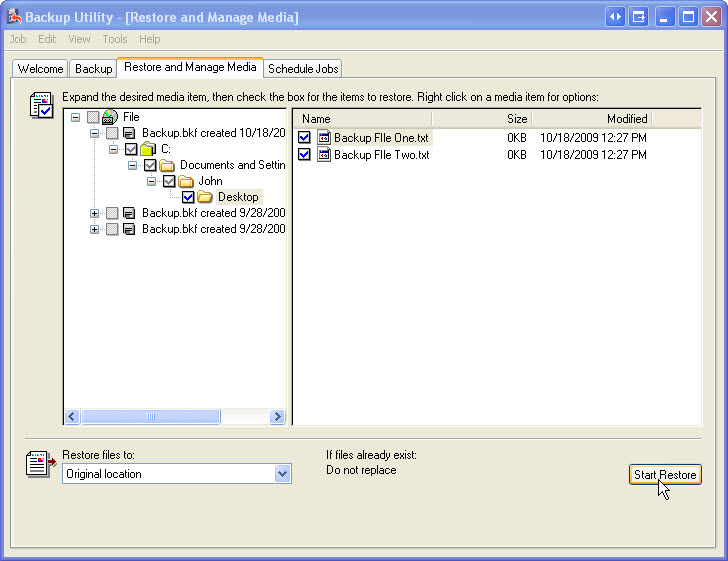 Backup Utility - [Restore and Manage Media]
Job Edit View Tools Help
Welcome Backup Restore and Manage Media Schedule Jobs
Expand the desired media item, then check the box for the items to restore. Right click on a media item for options:
File
Backup.bkf created 10/18/20
C:
Documents and Settin
John
Desktop
Backup.bkf created 9/28/200
Backup.bkf created 9/28/200
Name Size Modified
Backup FIle One.txt 0KB 10/18/2009 12:27 PM
Backup FIle Two.txt 0KB 10/18/2009 12:27 PM
Restore files to:
Original location
If files already exist:
Do not replace
Start Restore